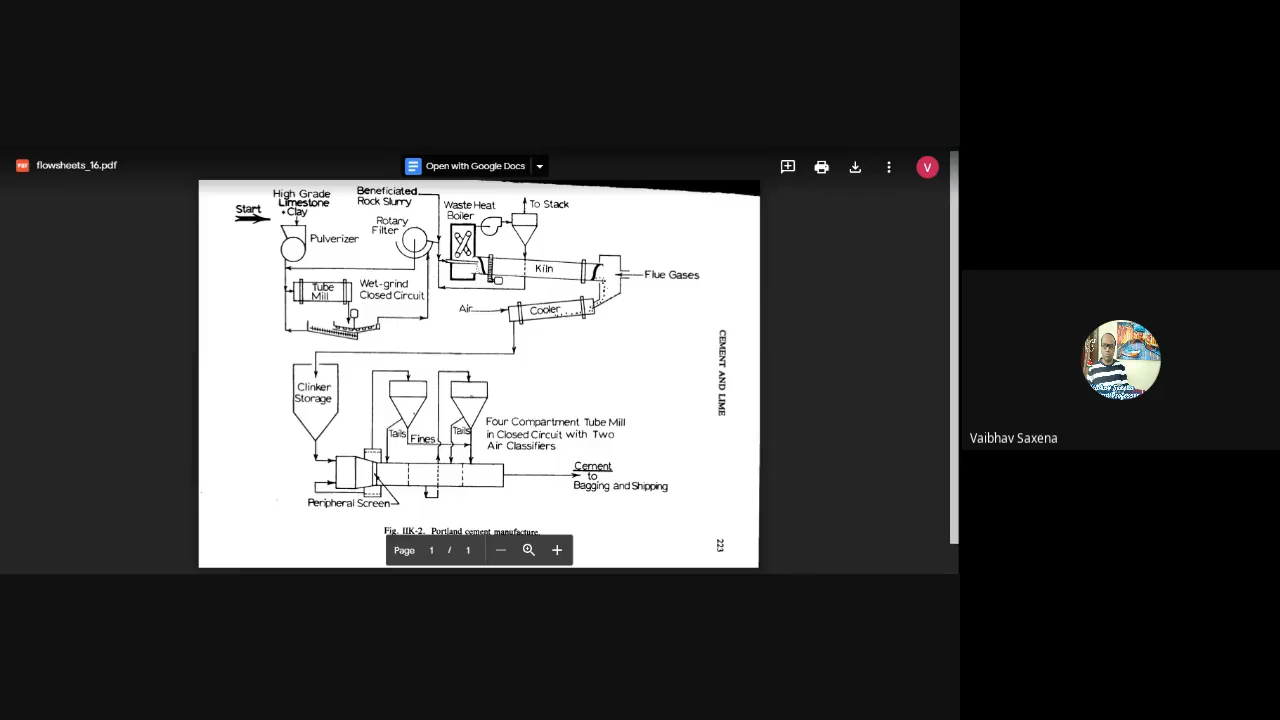 flowsheets_16.pdf
Open with Google Docs
V
Start
High Grade
Limestone
+ Clay
Pulverizer
Beneficiated
Rock Slurry
Rotary
Filter
Waste Heat
Boiler
To Stack
Kiln
Flue Gases
Tube
Mill
Wet-grind
Closed Circuit
Air
Cooler
CEMENT AND LIME
Clinker
Storage
Tails
Fines
Tails
Four Compartment Tube Mill
in Closed Circuit with Two
Air Classifiers
Cement
to
Bagging and Shipping
Peripheral Screen
Fig. IIK-2. Portland cement manufacture.
223
Page 1 / 1
Vaibhav Saxena